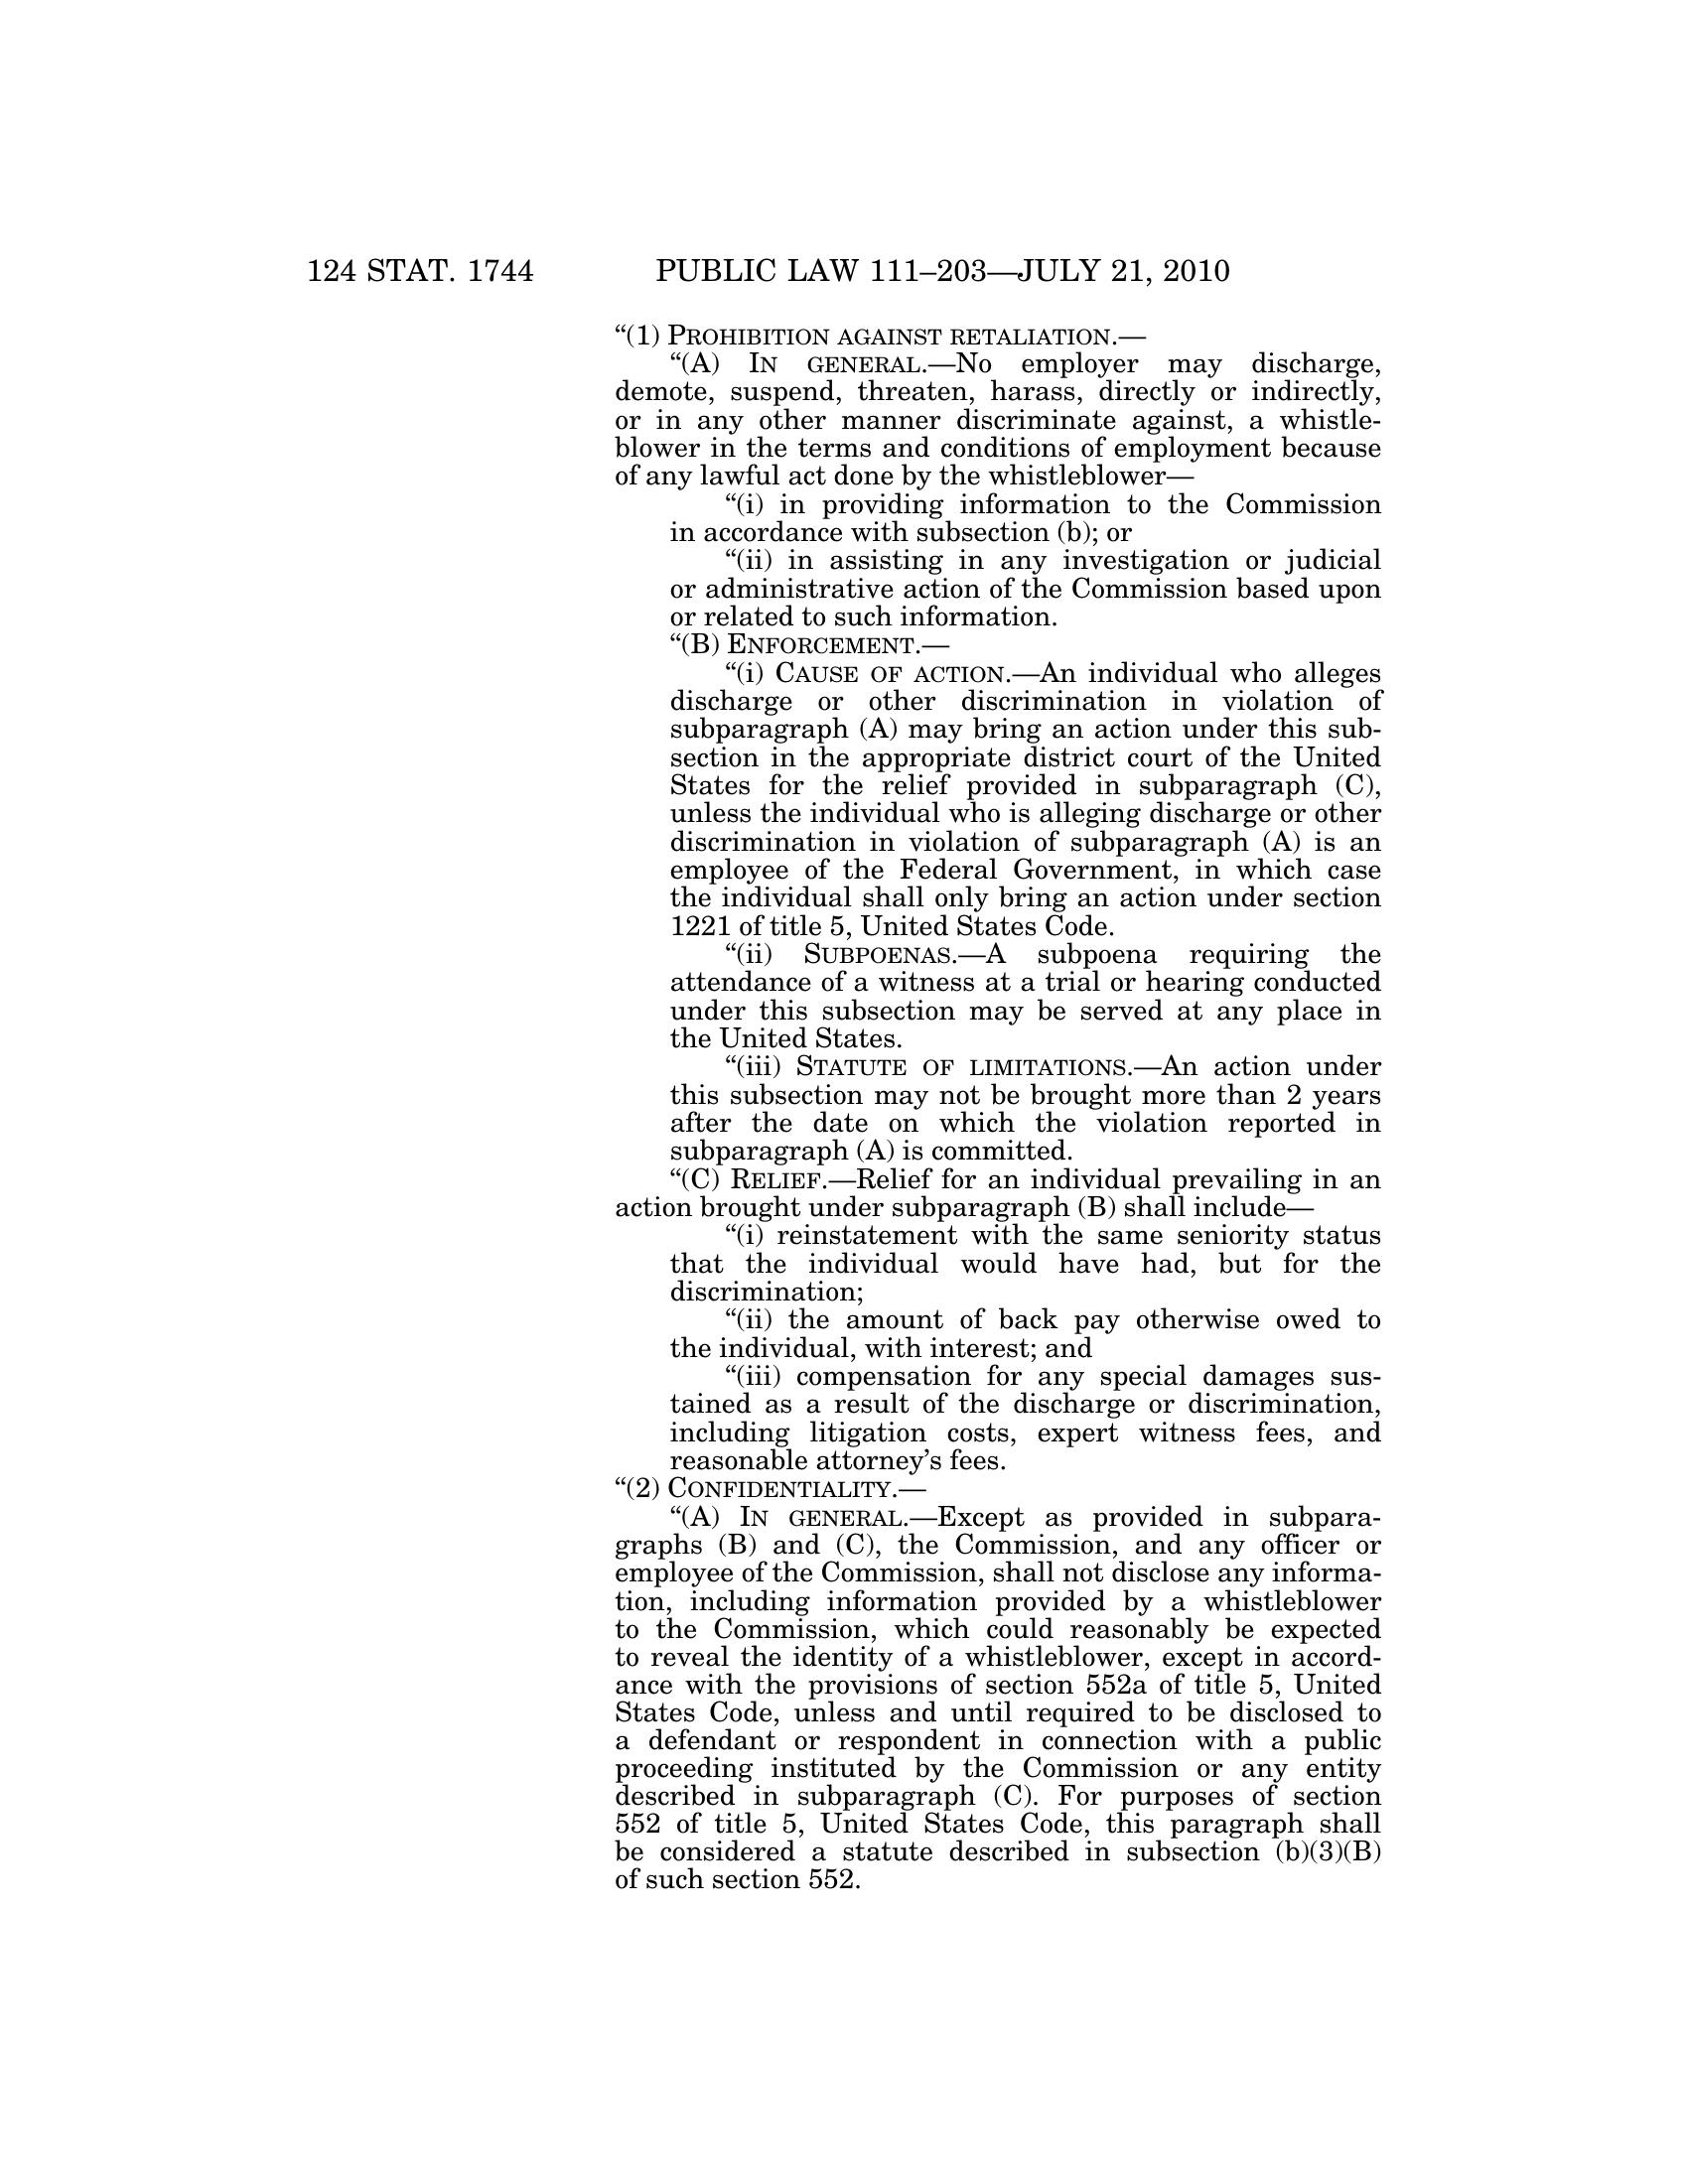 124 STAT. 1744 PUBLIC LAW 111–203—JULY 21, 2010
“(1) PROHIBITION AGAINST RETALIATION.—
“(A) IN GENERAL.—No employer may discharge,
demote, suspend, threaten, harass, directly or indirectly,
or in any other manner discriminate against, a whistle-
blower in the terms and conditions of employment because
of any lawful act done by the whistleblower—
“(i) in providing information to the Commission
in accordance with subsection (b); or
“(ii) in assisting in any investigation or judicial
or administrative action of the Commission based upon
or related to such information.
“(B) ENFORCEMENT.—
“(i) CAUSE OF ACTION.—An individual who alleges
discharge or other discrimination in violation of
subparagraph (A) may bring an action under this sub-
section in the appropriate district court of the United
States for the relief provided in subparagraph (C),
unless the individual who is alleging discharge or other
discrimination in violation of subparagraph (A) is an
employee of the Federal Government, in which case
the individual shall only bring an action under section
1221 of title 5, United States Code.
“(ii) SUBPOENAS.—A subpoena requiring the
attendance of a witness at a trial or hearing conducted
under this subsection may be served at any place in
the United States.
“(iii) STATUTE OF LIMITATIONS.—An action under
this subsection may not be brought more than 2 years
after the date on which the violation reported in
subparagraph (A) is committed.
“(C) RELIEF.—Relief for an individual prevailing in an
action brought under subparagraph (B) shall include—
“(i) reinstatement with the same seniority status
that the individual would have had, but for the
discrimination;
“(ii) the amount of back pay otherwise owed to
the individual, with interest; and
“(iii) compensation for any special damages sus-
tained as a result of the discharge or discrimination,
including litigation costs, expert witness fees, and
reasonable attorney’s fees.
“(2) CONFIDENTIALITY.—
“(A) IN GENERAL.—Except as provided in subpara-
graphs (B) and (C), the Commission, and any officer or
employee of the Commission, shall not disclose any informa-
tion, including information provided by a whistleblower
to the Commission, which could reasonably be expected
to reveal the identity of a whistleblower, except in accord-
ance with the provisions of section 552a of title 5, United
States Code, unless and until required to be disclosed to
a defendant or respondent in connection with a public
proceeding instituted by the Commission or any entity
described in subparagraph (C). For purposes of section
552 of title 5, United States Code, this paragraph shall
be considered a statute described in subsection (b)(3)(B)
of such section 552.